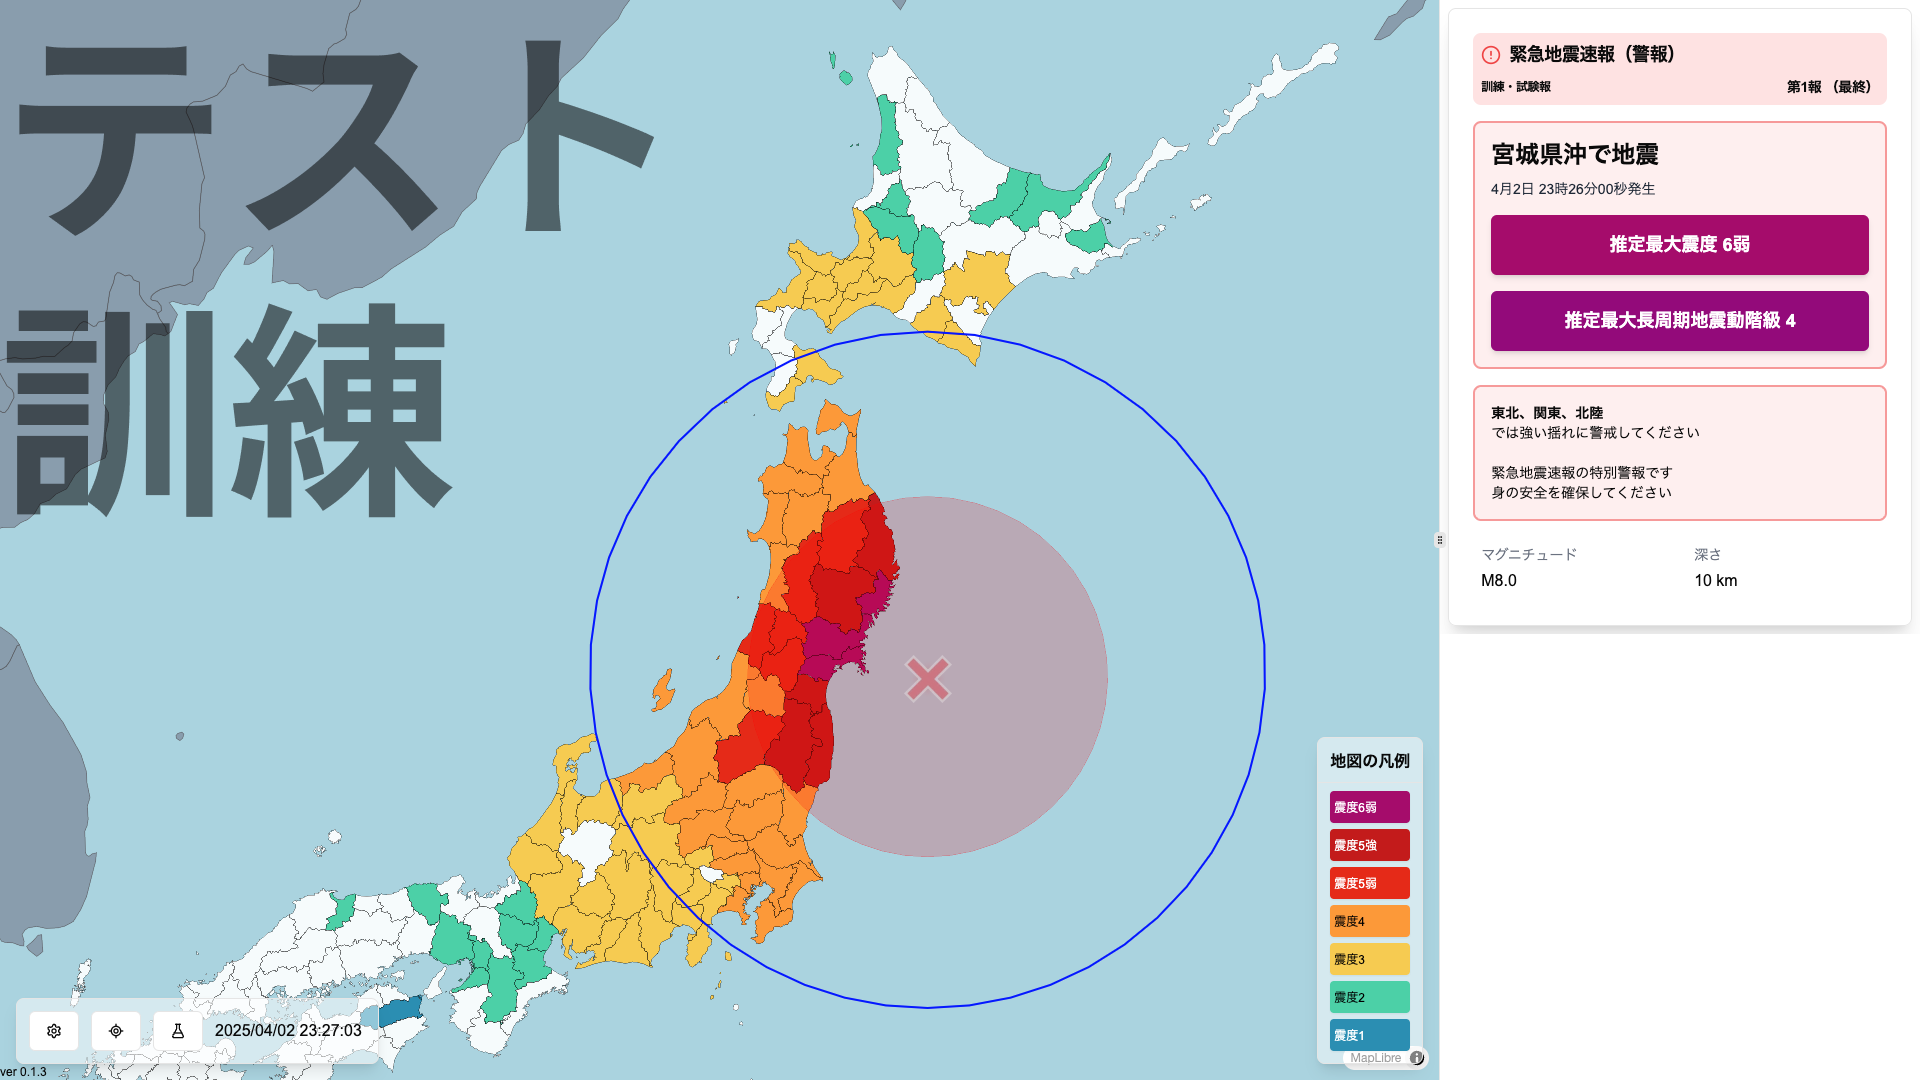 テスト
訓練
緊急地震速報（警報）
訓練・試験報
第1報 （最終）
宮城県沖で地震
4月2日 23時26分00秒発生
推定最大震度 6弱
推定最大長周期地震動階級 4
東北、関東、北陸
では強い揺れに警戒してください
緊急地震速報の特別警報です
身の安全を確保してください
マグニチュード
深さ
M8.0
10 km
地図の凡例
震度6弱
震度5強
震度5弱
震度4
震度3
震度2
震度1
MapLibre
2025/04/02 23:27:03
ver 0.1.3